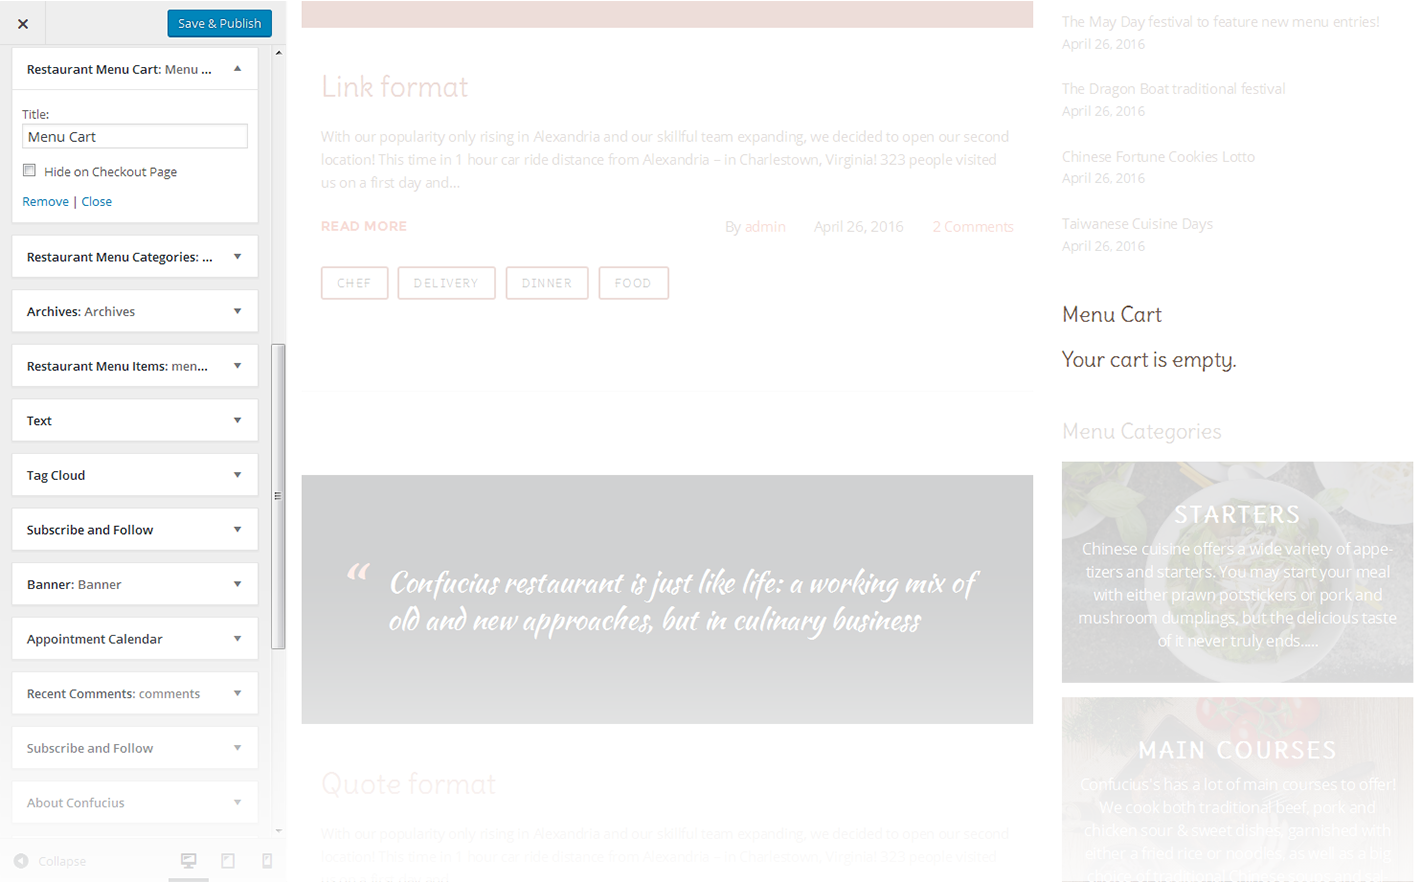 Save & Publish
Restaurant Menu Cart: Menu ...
Title:
Menu Cart
Hide on Checkout Page
Remove | Close
Restaurant Menu Categories: ...
Archives: Archives
Restaurant Menu Items: men...
Text
Tag Cloud
Subscribe and Follow
Banner: Banner
Appointment Calendar
Recent Comments: comments
Subscribe and Follow
About Confucius
Collapse
Link format
With our popularity only rising in Alexandria and our skillful team expanding, we decided to open our second
location! This time in 1 hour car ride distance from Alexandria – in Charlestown, Virginia! 323 people visited
us on a first day and...
READ MORE
By admin April 26, 2016 2 Comments
CHEF DELIVERY DINNER FOOD
“ Confucius restaurant is just like life: a working mix of
old and new approaches, but in culinary business
Quote format
With our popularity only rising in Alexandria and our skillful team expanding, we decided to open our second
location! This time in 1 hour car ride distance from Alexandria – in Charlestown, Virginia! 323 people visited
The May Day festival to feature new menu entries!
April 26, 2016
The Dragon Boat traditional festival
April 26, 2016
Chinese Fortune Cookies Lotto
April 26, 2016
Taiwanese Cuisine Days
April 26, 2016
Menu Cart
Your cart is empty.
Menu Categories
STARTERS
Chinese cuisine offers a wide variety of appe-
tizers and starters. You may start your meal
with either prawn potstickers or pork and
mushroom dumplings, but the delicious taste
of it never truly ends.....
MAIN COURSES
Confucius's has a lot of main courses to offer!
We cook both traditional beef, pork and
chicken sour & sweet dishes, garnished with
either a fried rice or noodles, as well as a big
choice of traditional Chinese soups and sal